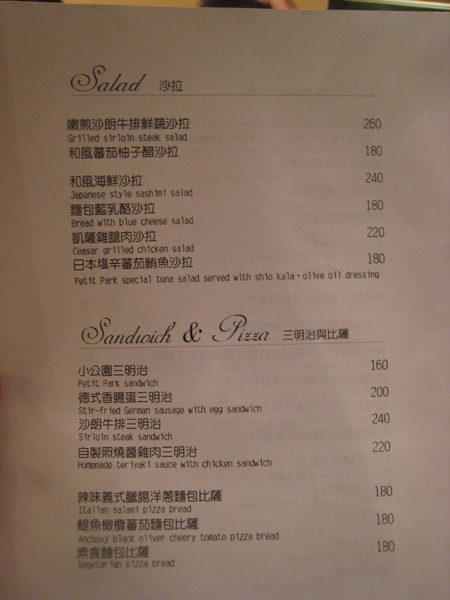 Salad 沙拉
嫩煎沙朗牛排鮮蔬沙拉 260
Grilled sirloin steak salad
和風蕃茄柚子醋沙拉 180
和風海鮮沙拉 240
Japanese style sashimi salad
麵包藍乳酪沙拉 180
Bread with blue cheese salad
凱薩雞腿肉沙拉 220
Ceasar grilled chicken salad
日本塩辛蕃茄鮪魚沙拉 180
Petit Park special tuna salad served with shio kala・olive oil dressing
Sandwich & Pizza 三明治與比薩
小公園三明治 160
Petit Park sandwich
德式香腸蛋三明治 200
Stir-fried German sausage with egg sandwich
沙朗牛排三明治 240
Sirloin steak sandwich
自製照燒醬雞肉三明治 220
Homemade teriyaki sauce with chicken sandwich
辣味義式臘腸洋蔥麵包比薩 180
Italian salami pizza bread
鯷魚橄欖蕃茄麵包比薩 180
Anchovy black oliver cheery tomato pizza bread
素食麵包比薩 180
Vegetarian pizza bread